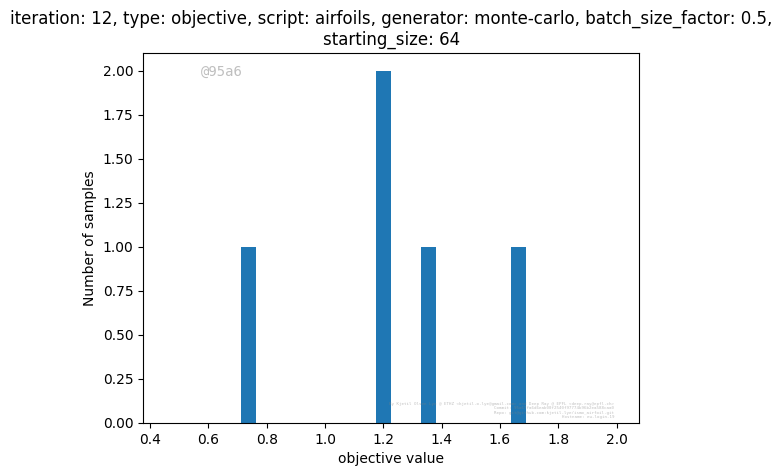 iteration: 12, type: objective, script: airfoils, generator: monte-carlo, batch_size_factor: 0.5,
starting_size: 64
@95a6
2.00
1.75
1.50
1.25
1.00
0.75
0.50
0.25
0.00
Number of samples
0.4 0.6 0.8 1.0 1.2 1.4 1.6 1.8 2.0
objective value